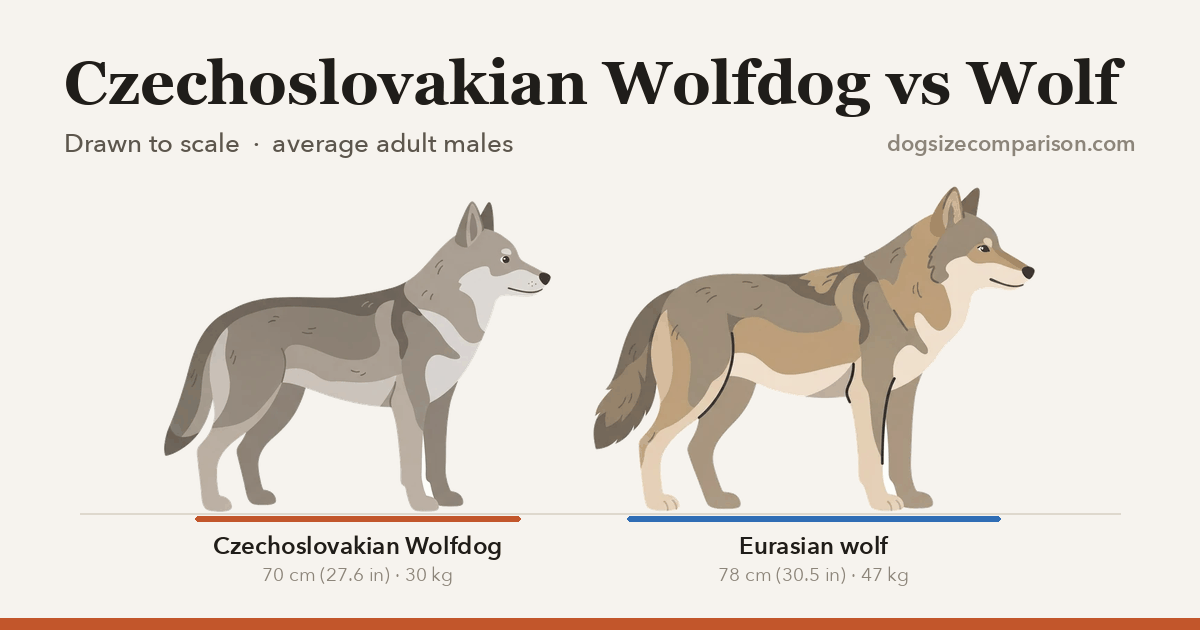 Czechoslovakian Wolfdog vs Wolf
Drawn to scale · average adult males
dogsizecomparison.com
Czechoslovakian Wolfdog
70 cm (27.6 in) · 30 kg
Eurasian wolf
78 cm (30.5 in) · 47 kg